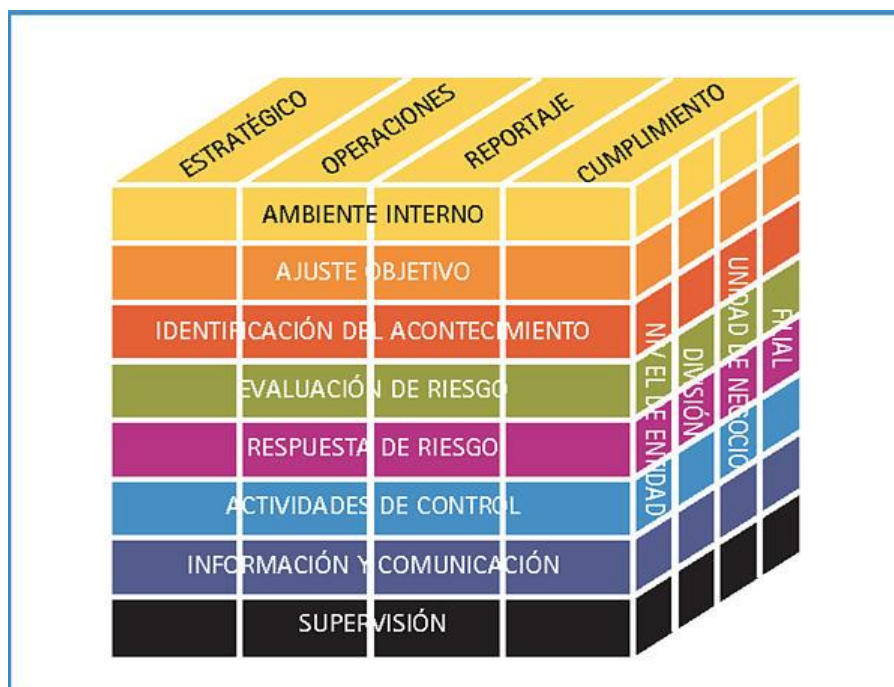 ESTRATÉGICO
OPERACIONES
REPORTAJE
CUMPLIMIENTO
AMBIENTE INTERNO
AJUSTE OBJETIVO
IDENTIFICACIÓN DEL ACONTECIMIENTO
EVALUACIÓN DE RIESGO
RESPUESTA DE RIESGO
ACTIVIDADES DE CONTROL
INFORMACIÓN Y COMUNICACIÓN
SUPERVISIÓN
NIVEL DE ENTIDAD
DIVISIÓN
UNIDAD DE NEGOCIO
FILIAL